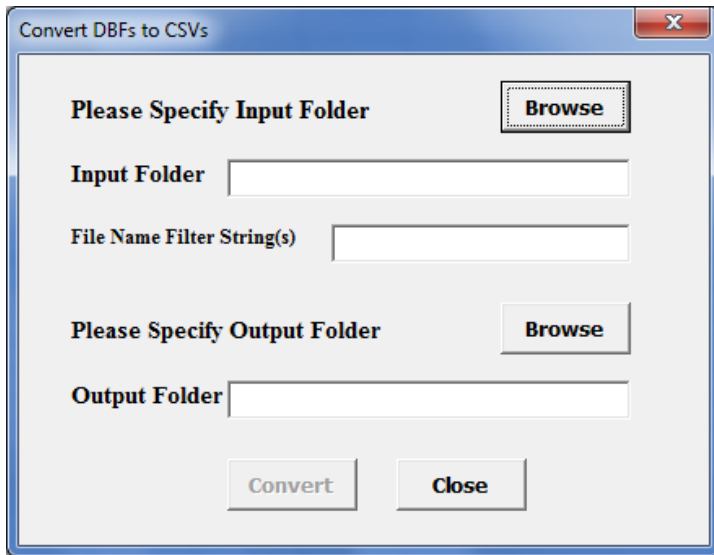 Convert DBFs to CSVs
Please Specify Input Folder
Browse
Input Folder
File Name Filter String(s)
Please Specify Output Folder
Browse
Output Folder
Convert
Close